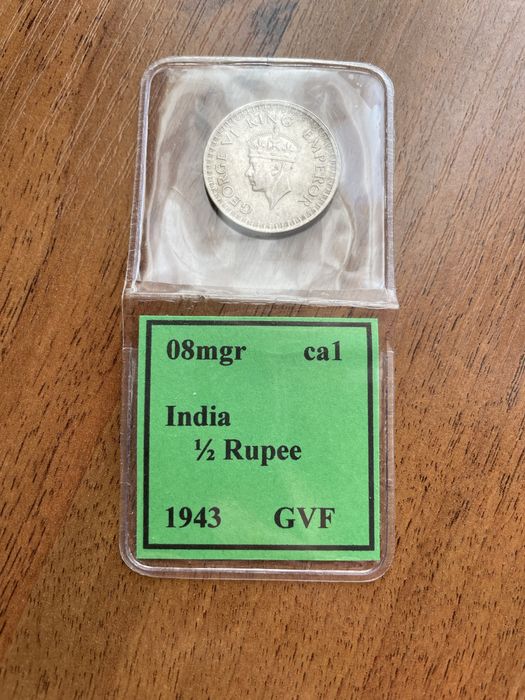 GEORGE VI KING EMPEROR
08mgr ca1
India
½ Rupee
1943 GVF